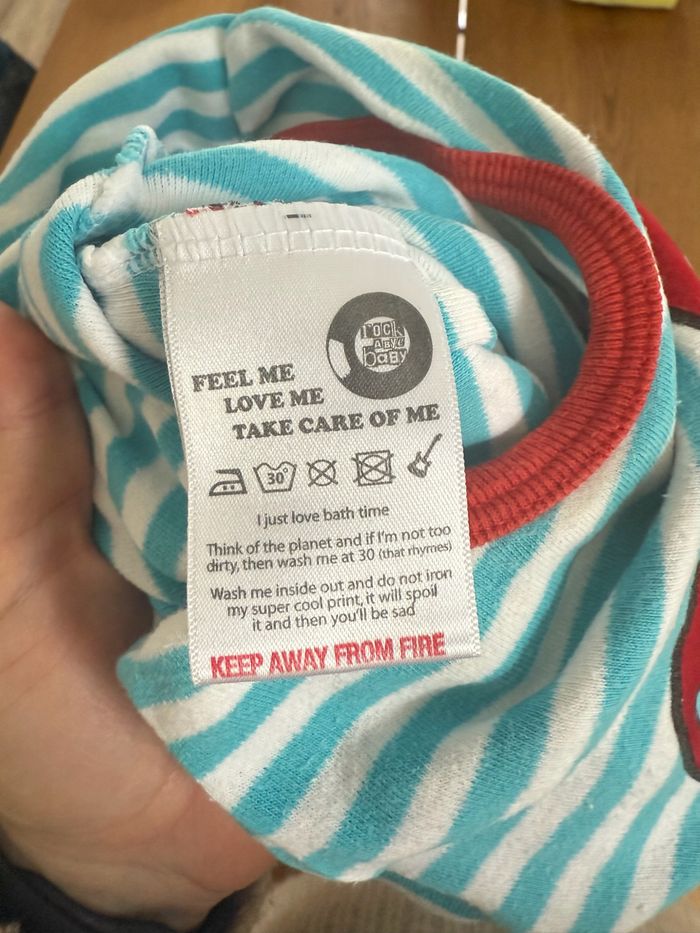 rock
ABYE
baBy
FEEL ME
LOVE ME
TAKE CARE OF ME
30°
I just love bath time
Think of the planet and if I'm not too
dirty, then wash me at 30 (that rhymes)
Wash me inside out and do not iron
my super cool print, it will spoil
it and then you'll be sad
KEEP AWAY FROM FIRE